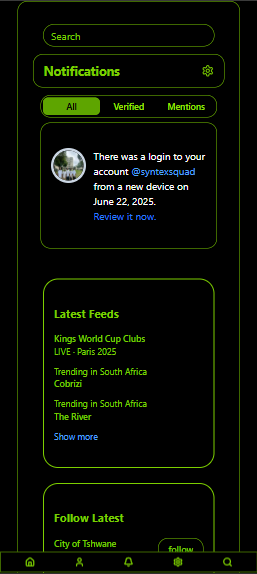 Search
Notifications
All Verified Mentions
There was a login to your
account @syntexsquad
from a new device on
June 22, 2025.
Review it now.
Latest Feeds
Kings World Cup Clubs
LIVE - Paris 2025
Trending in South Africa
Cobrizi
Trending in South Africa
The River
Show more
Follow Latest
City of Tshwane
follow